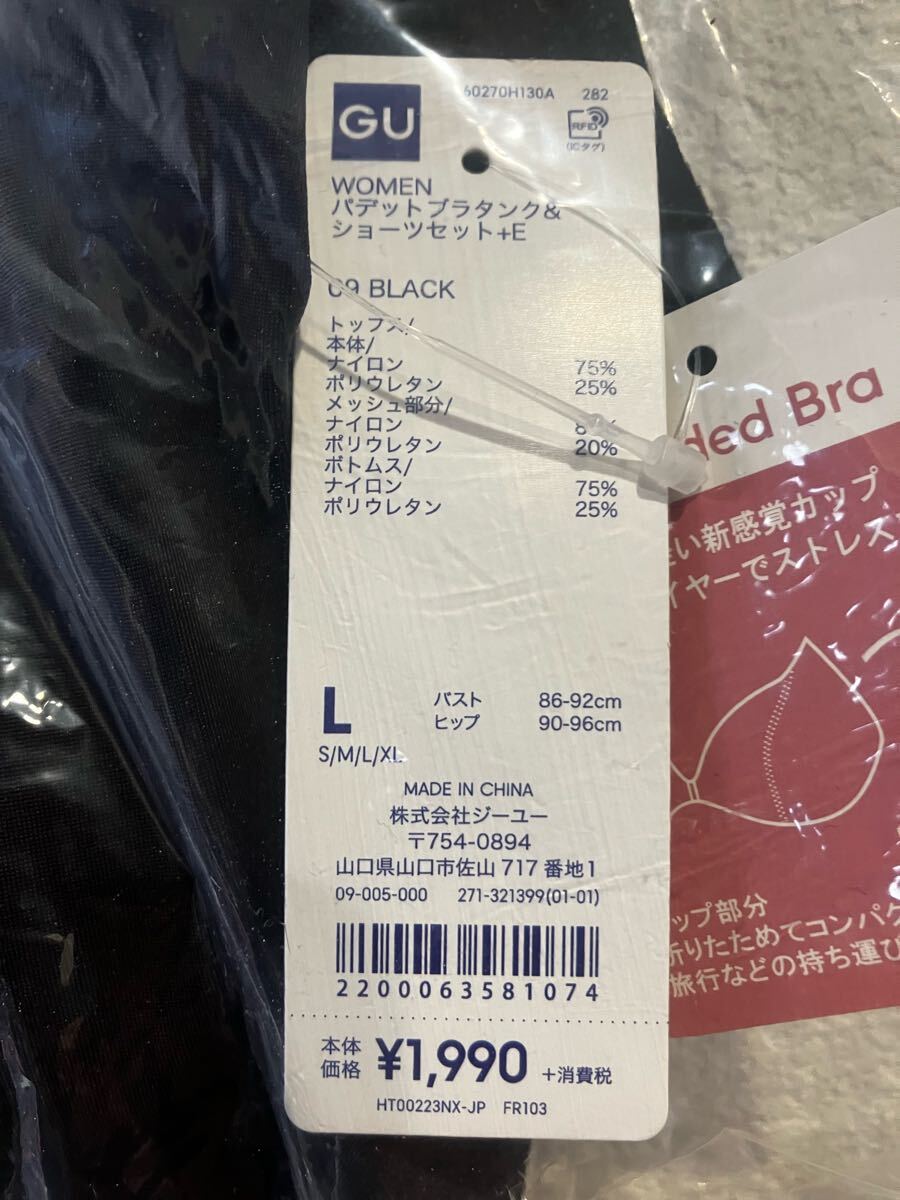 GU
60270H130A 282
RFID
(ICタグ)
WOMEN
パデットブラタンク&
ショーツセット+E
09 BLACK
トップス/
本体/
ナイロン 75%
ポリウレタン 25%
メッシュ部分/
ナイロン
ポリウレタン 20%
ボトムス/
ナイロン 75%
ポリウレタン 25%
L バスト 86-92cm
ヒップ 90-96cm
S/M/L/XL
MADE IN CHINA
株式会社ジーユー
〒754-0894
山口県山口市佐山717番地1
09-005-000 271-321399(01-01)
2200063581074
本体
価格 ¥1,990 +消費税
HT00223NX-JP FR103
ded Bra
い新感覚カップ
イヤーでストレス
ップ部分
折りたためてコンパク
旅行などの持ち運び